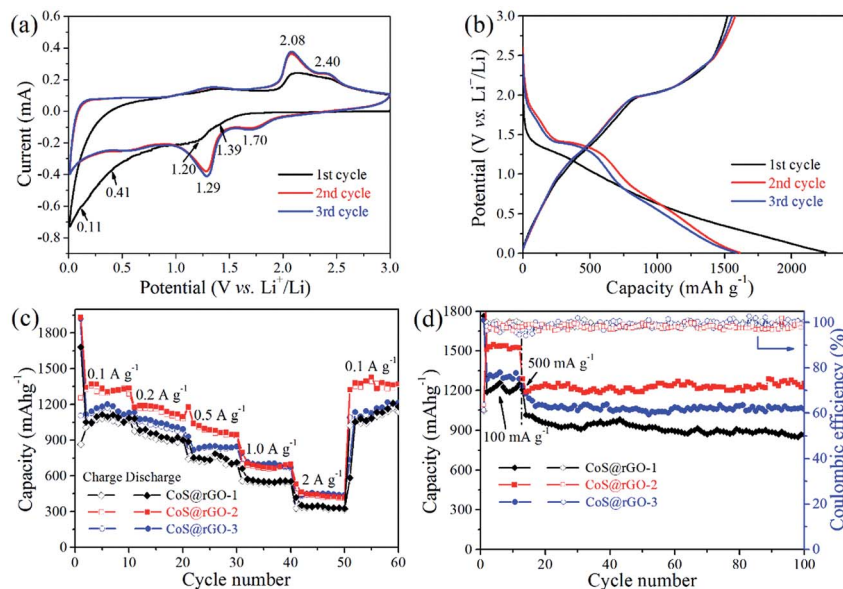 (a)
0.8
0.4
0.0
-0.2
-0.4
-0.6
-0.8
Current (mA)
2.08
2.40
1.70
1.39
1.20
1.29
0.41
0.11
1st cycle
2nd cycle
3rd cycle
0.0 0.5 1.0 1.5 2.0 2.5 3.0
Potential (V vs. Li+/Li)
(b)
3.0
2.5
2.0
1.5
1.0
0.5
0.0
Potential (V vs. Li+/Li)
1st cycle
2nd cycle
3rd cycle
0 500 1000 1500 2000
Capacity (mAh g-1)
(c)
1800
1500
1200
900
600
300
0
Capacity (mAhg-1)
0.1 A g-1
0.2 A g-1
0.5 A g-1
1.0 A g-1
2 A g-1
0.1 A g-1
Charge Discharge
CoS@rGO-1
CoS@rGO-2
CoS@rGO-3
0 10 20 30 40 50 60
Cycle number
(d)
1800
1500
1200
900
600
300
0
Capacity (mAhg-1)
500 mA g-1
100 mA g-1
CoS@rGO-1
CoS@rGO-2
CoS@rGO-3
100
80
60
40
20
0
Coulombic efficiency (%)
0 20 40 60 80 100
Cycle number